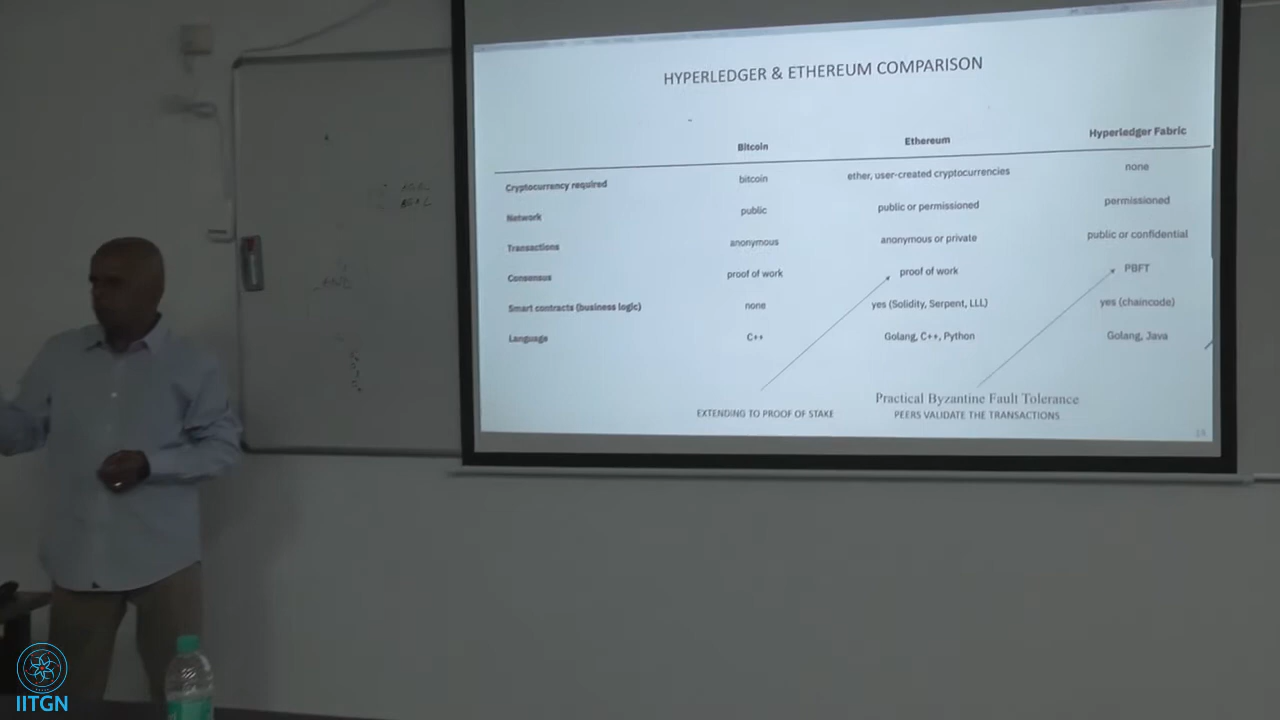 HYPERLEDGER & ETHEREUM COMPARISON
Bitcoin Ethereum Hyperledger Fabric
Cryptocurrency required bitcoin ether, user-created cryptocurrencies none
Network public public or permissioned permissioned
Transactions anonymous anonymous or private public or confidential
Consensus proof of work proof of work PBFT
Smart contracts (business logic) none yes (Solidity, Serpent, LLL) yes (chaincode)
Language C++ Golang, C++, Python Golang, Java
EXTENDING TO PROOF OF STAKE
Practical Byzantine Fault Tolerance
PEERS VALIDATE THE TRANSACTIONS
IITGN